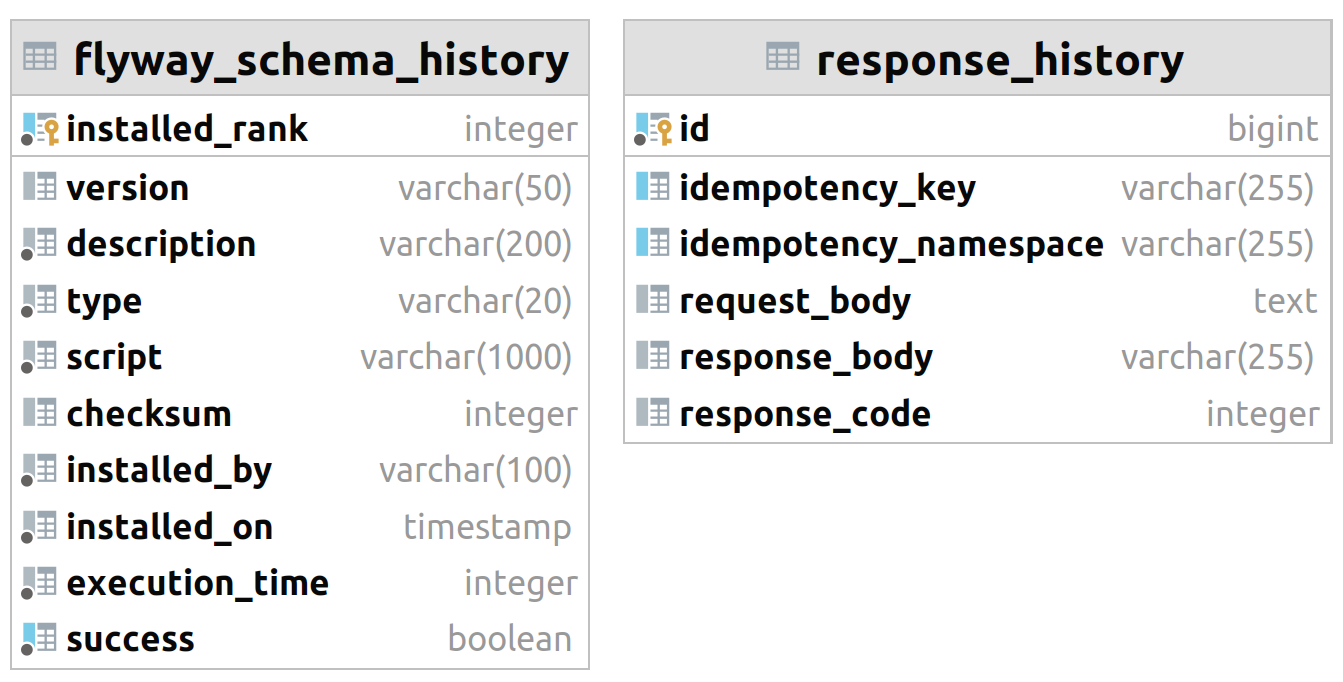 flyway_schema_history
installed_rank integer
version varchar(50)
description varchar(200)
type varchar(20)
script varchar(1000)
checksum integer
installed_by varchar(100)
installed_on timestamp
execution_time integer
success boolean
response_history
id bigint
idempotency_key varchar(255)
idempotency_namespace varchar(255)
request_body text
response_body varchar(255)
response_code integer